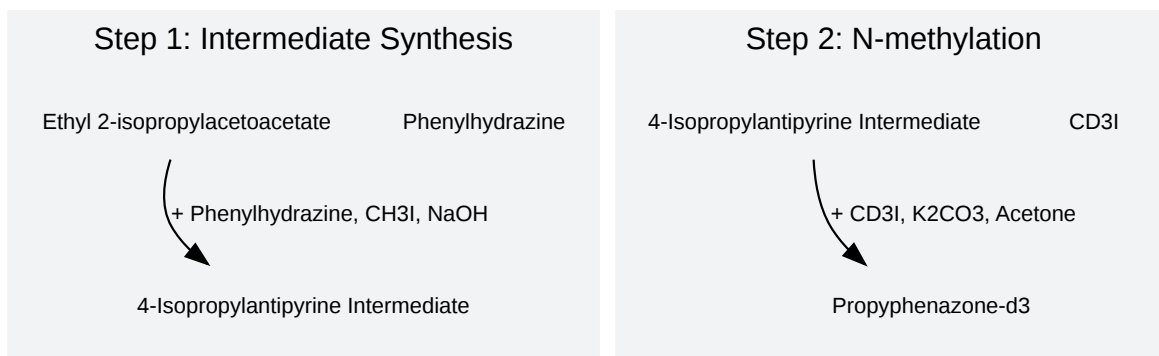 Step 1: Intermediate Synthesis
Ethyl 2-isopropylacetoacetate
Phenylhydrazine
+ Phenylhydrazine, CH3I, NaOH
4-Isopropylantipyrine Intermediate
Step 2: N-methylation
4-Isopropylantipyrine Intermediate
CD3I
+ CD3I, K2CO3, Acetone
Propyphenazone-d3